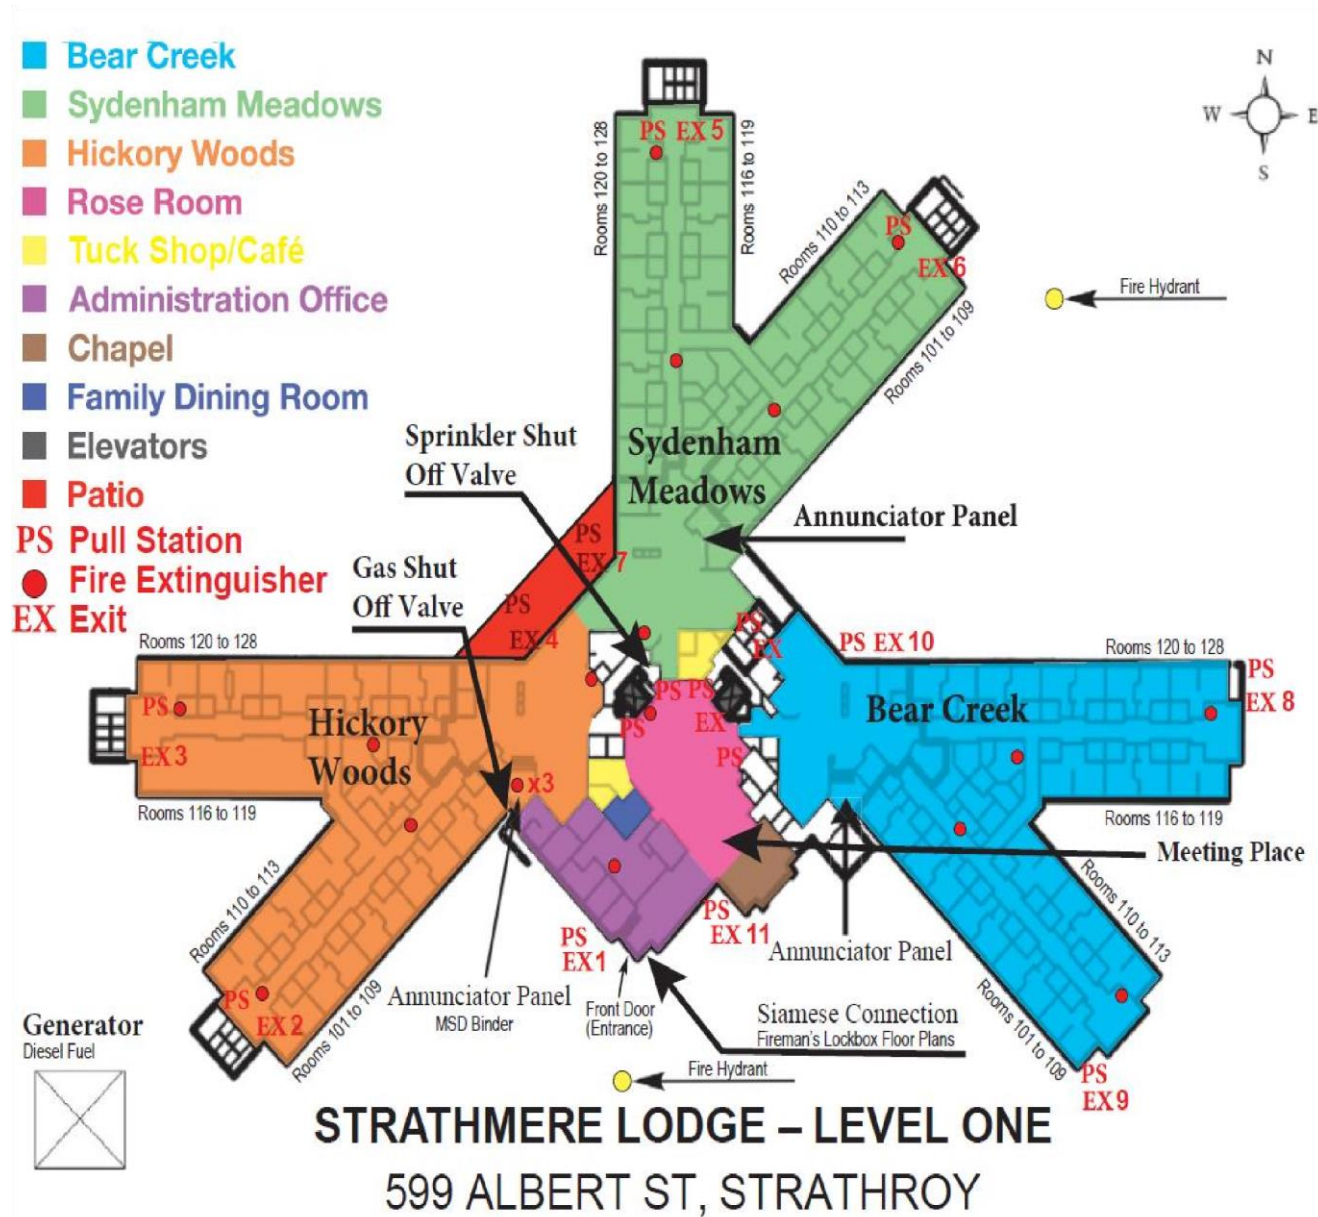 Bear Creek
Sydenham Meadows
Hickory Woods
Rose Room
Tuck Shop/Café
Administration Office
Chapel
Family Dining Room
Elevators
Patio
PS Pull Station
Fire Extinguisher
EX Exit
N
W E
S
PS EX 5
Rooms 120 to 128
Rooms 116 to 119
Rooms 110 to 113
PS
EX 6
Rooms 101 to 109
Fire Hydrant
Sprinkler Shut
Off Valve
Sydenham
Meadows
Annunciator Panel
PS
EX 7
Gas Shut
Off Valve
PS
EX 4
PS
EX
PS EX 10
Rooms 120 to 128
Rooms 120 to 128
PS
EX 8
PS PS
EX
PS
PS
PS
EX 3
Hickory
Woods
Bear Creek
x3
Rooms 116 to 119
Rooms 116 to 119
Meeting Place
Rooms 110 to 113
Rooms 110 to 113
PS
EX 11
PS
EX 1
Annunciator Panel
Annunciator Panel
MSD Binder
Front Door
(Entrance)
Siamese Connection
Fireman's Lockbox Floor Plans
PS
EX 2
Rooms 101 to 109
Rooms 101 to 109
PS
EX 9
Generator
Diesel Fuel
Fire Hydrant
STRATHMERE LODGE – LEVEL ONE
599 ALBERT ST, STRATHROY